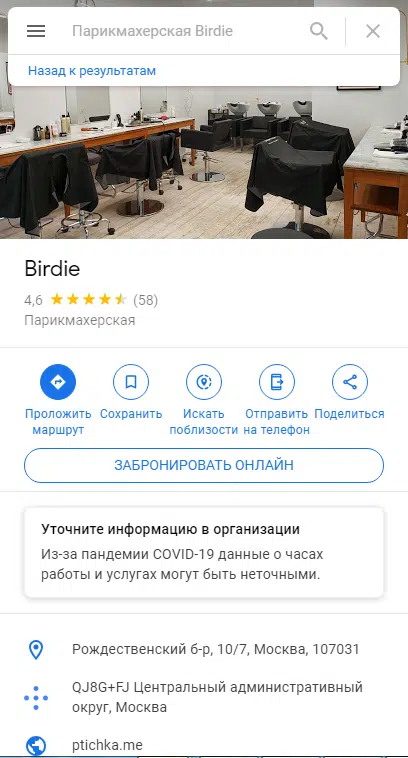 Парикмахерская Birdie
Назад к результатам
Birdie
4,6 (58)
Парикмахерская
Проложить маршрут
Сохранить
Искать поблизости
Отправить на телефон
Поделиться
ЗАБРОНИРОВАТЬ ОНЛАЙН
Уточните информацию в организации
Из-за пандемии COVID-19 данные о часах
работы и услугах могут быть неточными.
Рождественский б-р, 10/7, Москва, 107031
QJ8G+FJ Центральный административный
округ, Москва
ptichka.me